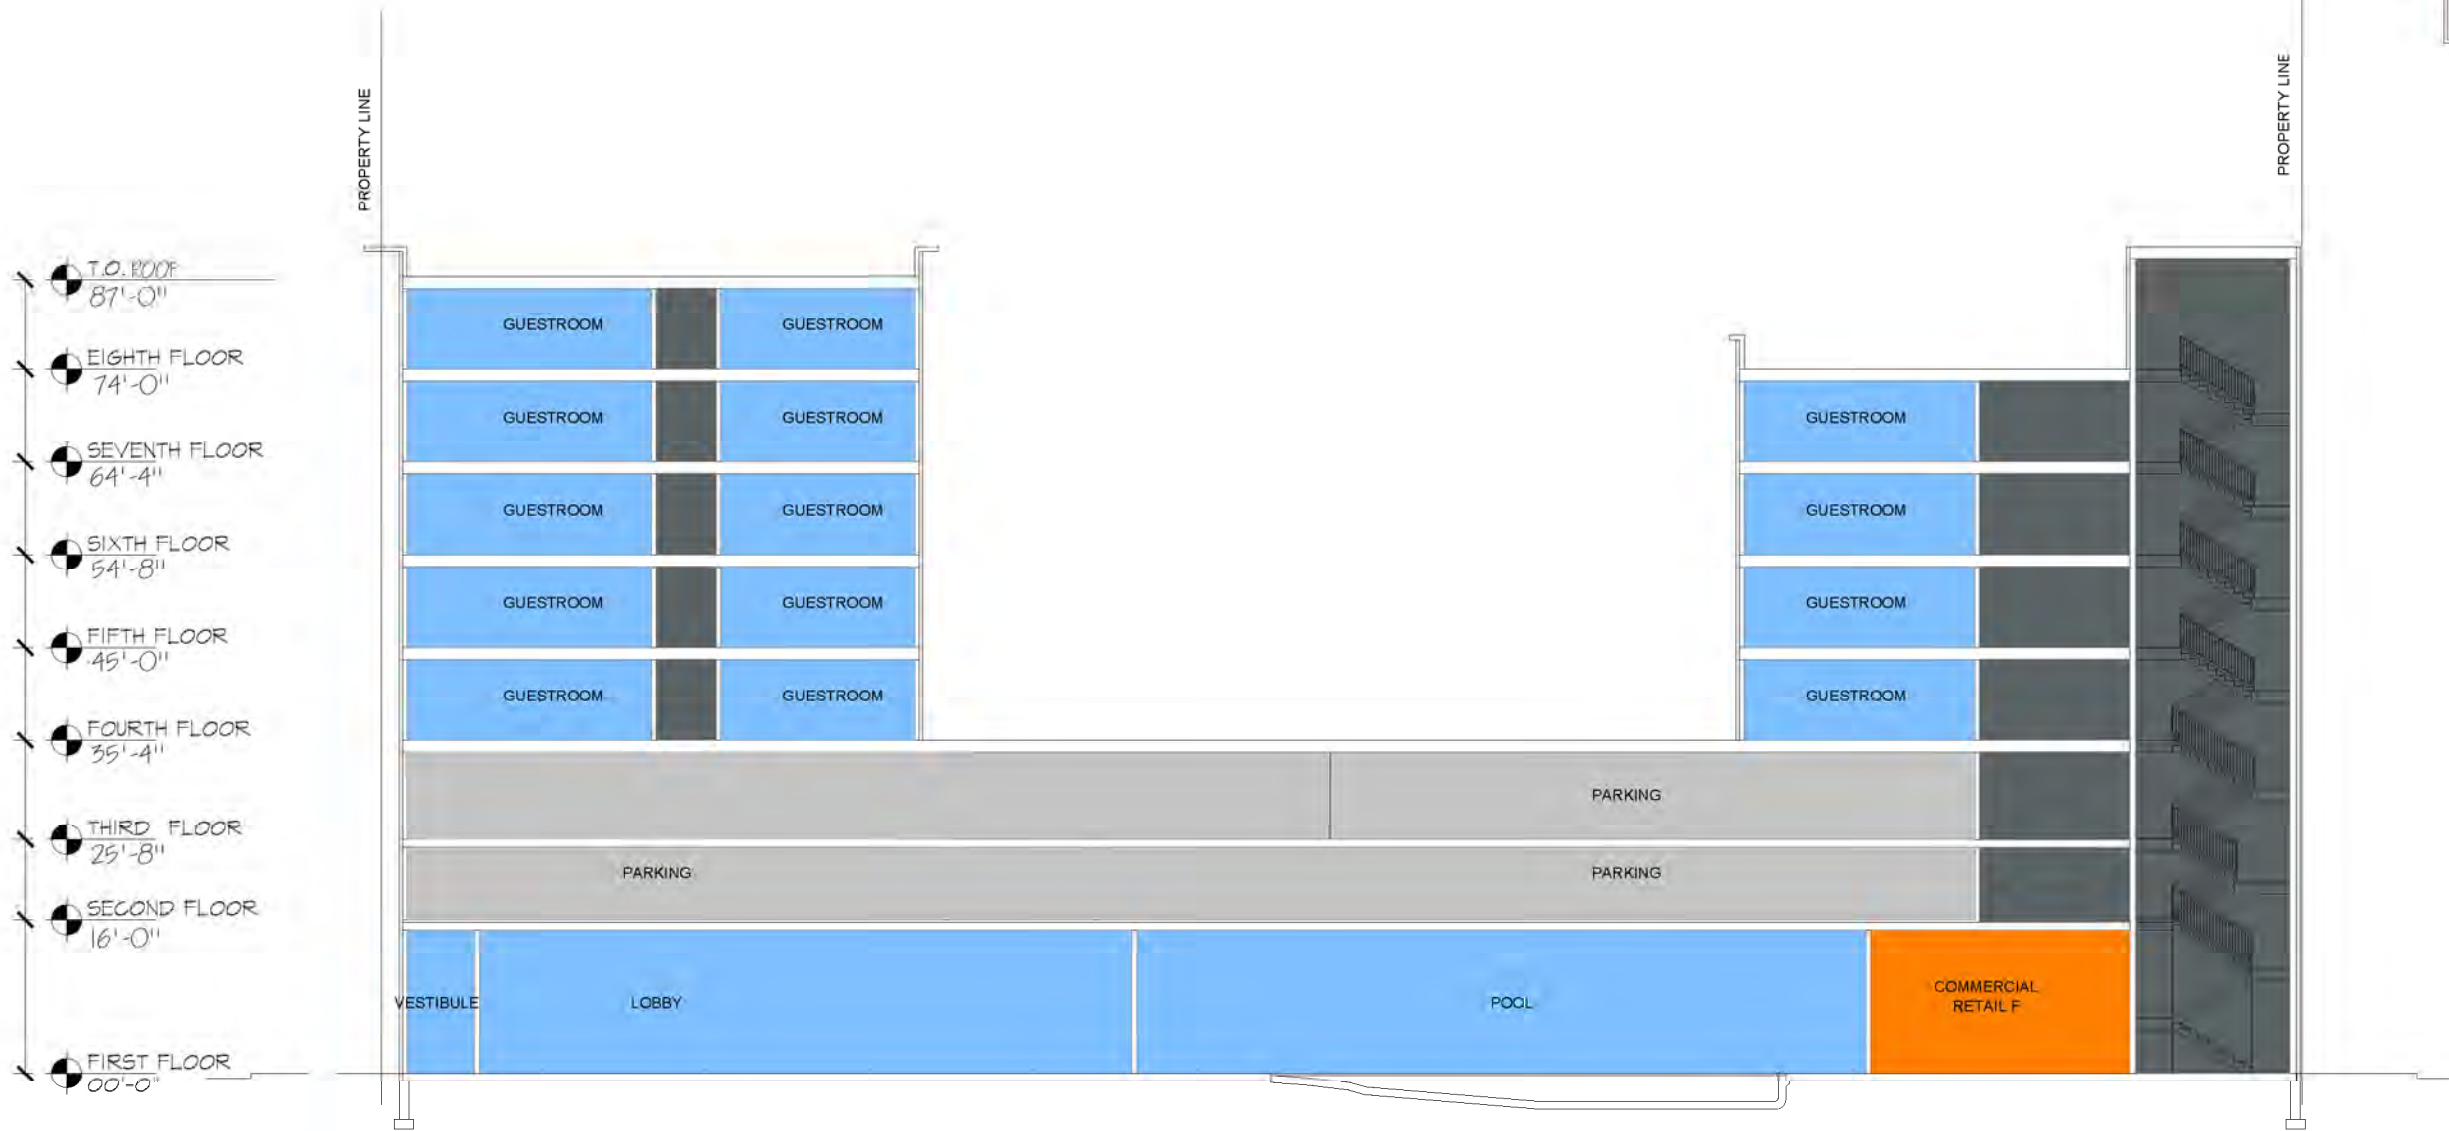 PROPERTY LINE
PROPERTY LINE
T.O. ROOF
87'-0"
EIGHTH FLOOR
74'-0"
SEVENTH FLOOR
64'-4"
SIXTH FLOOR
54'-8"
FIFTH FLOOR
45'-0"
FOURTH FLOOR
35'-4"
THIRD FLOOR
25'-8"
SECOND FLOOR
16'-0"
FIRST FLOOR
00'-0"
GUESTROOM GUESTROOM
GUESTROOM GUESTROOM GUESTROOM
GUESTROOM GUESTROOM GUESTROOM
GUESTROOM GUESTROOM GUESTROOM
GUESTROOM GUESTROOM GUESTROOM
PARKING
PARKING PARKING
VESTIBULE LOBBY POOL
COMMERCIAL
RETAIL F